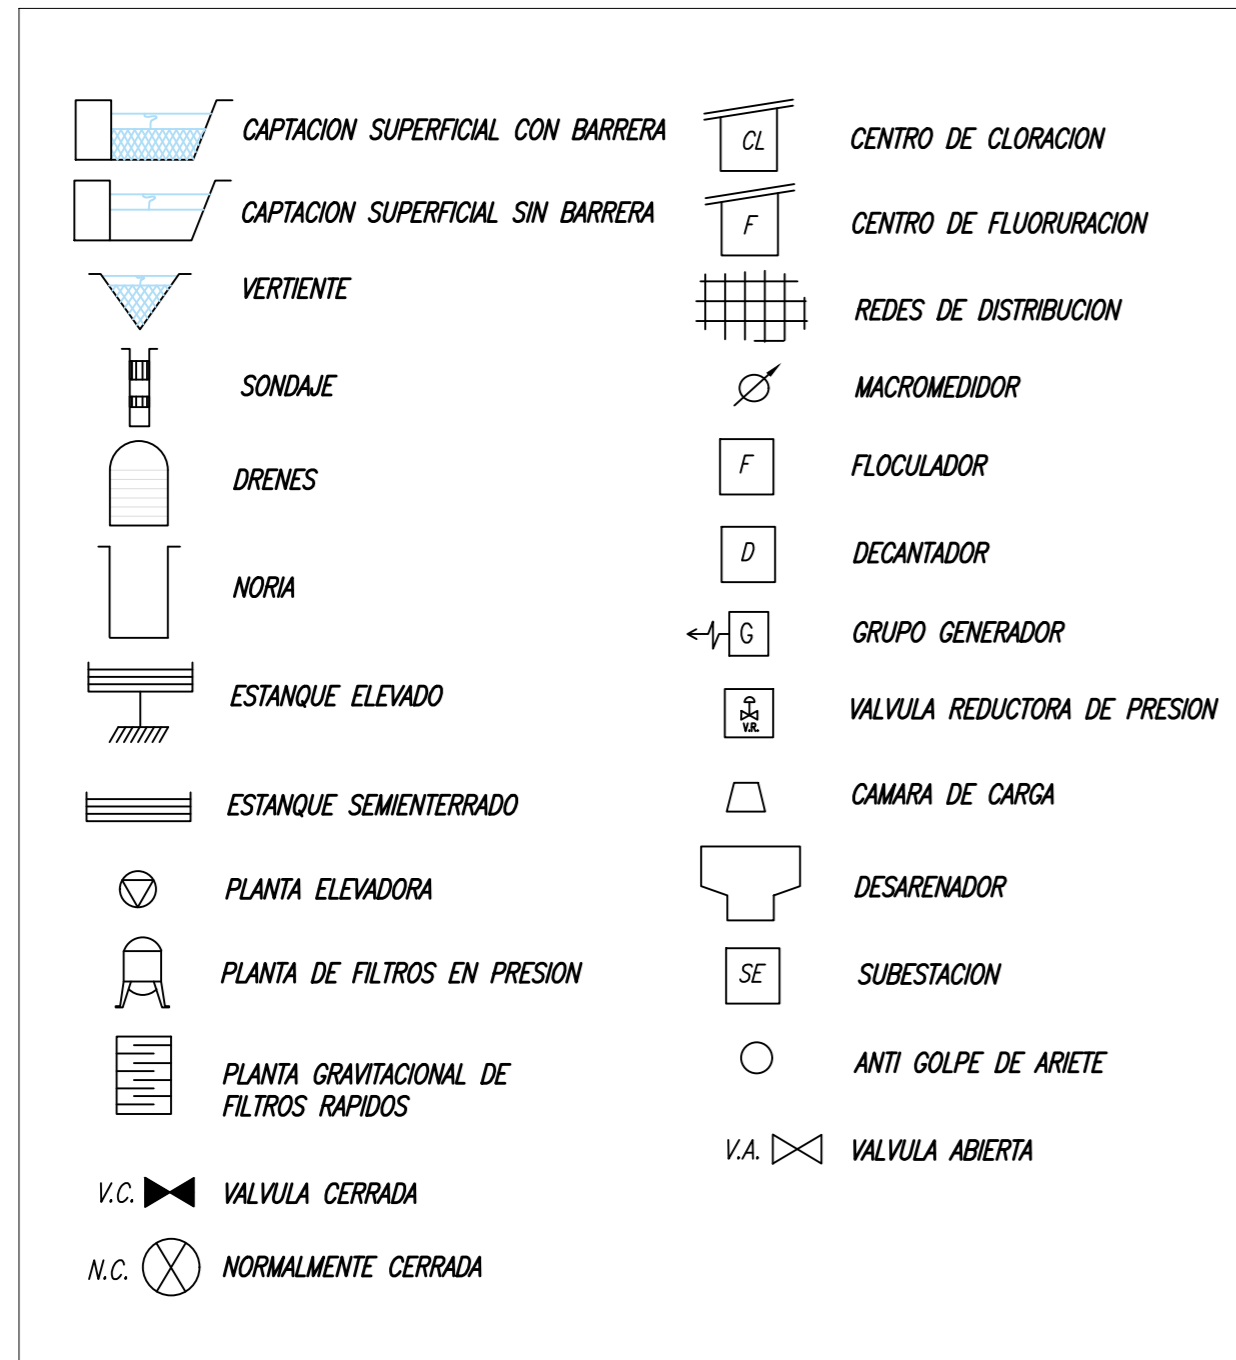 CAPTACION SUPERFICIAL CON BARRERA
CAPTACION SUPERFICIAL SIN BARRERA
VERTIENTE
SONDAJE
DRENES
NORIA
ESTANQUE ELEVADO
ESTANQUE SEMIENTERRADO
PLANTA ELEVADORA
PLANTA DE FILTROS EN PRESION
PLANTA GRAVITACIONAL DE
FILTROS RAPIDOS
V.C. VALVULA CERRADA
N.C. NORMALMENTE CERRADA
CL CENTRO DE CLORACION
F CENTRO DE FLUORURACION
REDES DE DISTRIBUCION
MACROMEDIDOR
F FLOCULADOR
D DECANTADOR
G GRUPO GENERADOR
V.R. VALVULA REDUCTORA DE PRESION
CAMARA DE CARGA
DESARENADOR
SE SUBESTACION
ANTI GOLPE DE ARIETE
V.A. VALVULA ABIERTA